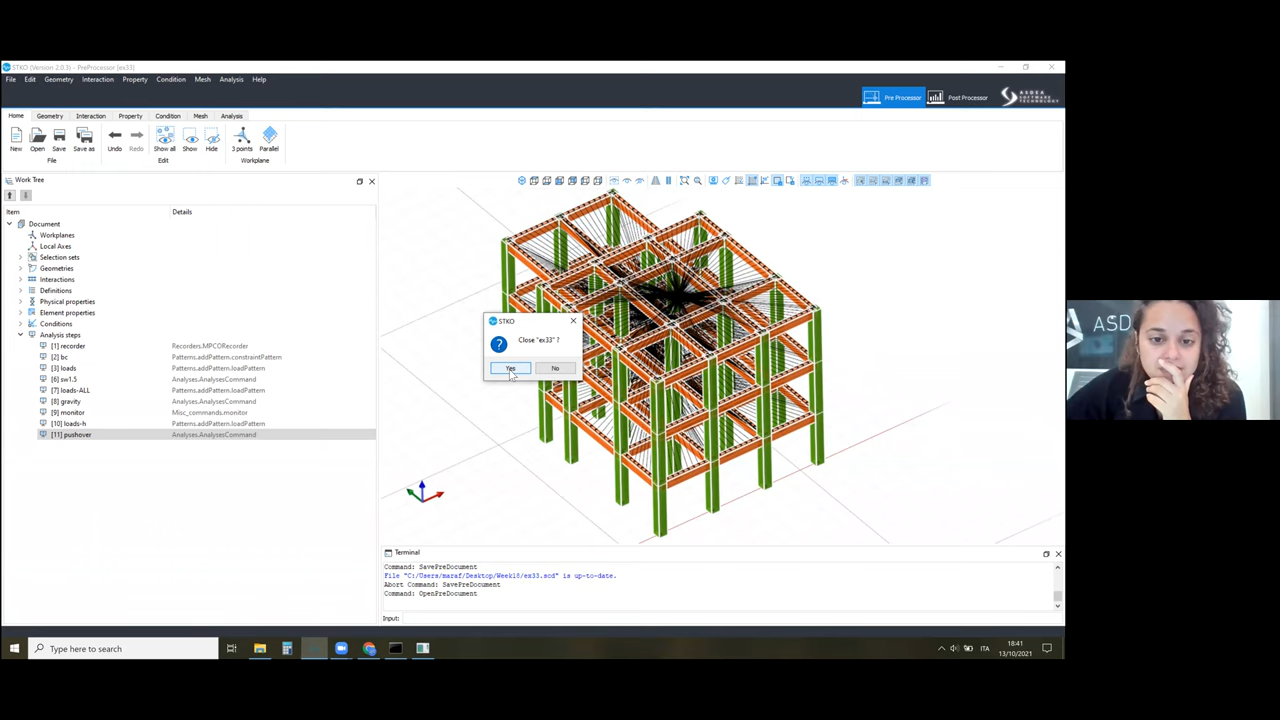 STKO (Version 2.0.3) - PreProcessor [ex33]
File Edit Geometry Interaction Property Condition Mesh Analysis Help
Pre Processor Post Processor ASDEA SOFTWARE TECHNOLOGY
Home Geometry Interaction Property Condition Mesh Analysis
New Open Save Save as Undo Redo Show all Show Hide 3 points Parallel
File Edit Workplane
Work Tree
Item Details
Document
Workplanes
Local Axes
Selection sets
Geometries
Interactions
Definitions
Physical properties
Element properties
Conditions
Analysis steps
[1] recorder Recorders.MPCORecorder
[2] bc Patterns.addPattern.constraintPattern
[3] loads Patterns.addPattern.loadPattern
[6] sw1.5 Analyses.AnalysesCommand
[7] loads-ALL Patterns.addPattern.loadPattern
[8] gravity Analyses.AnalysesCommand
[9] monitor Misc_commands.monitor
[10] loads-h Patterns.addPattern.loadPattern
[11] pushover Analyses.AnalysesCommand
STKO
Close "ex33" ?
Yes No
Terminal
Command: SavePreDocument
File "C:/Users/maraf/Desktop/Week18/ex33.scd" is up-to-date.
Abort Command: SavePreDocument
Command: OpenPreDocument
Input:
ASD
Type here to search
ITA
18:41
13/10/2021